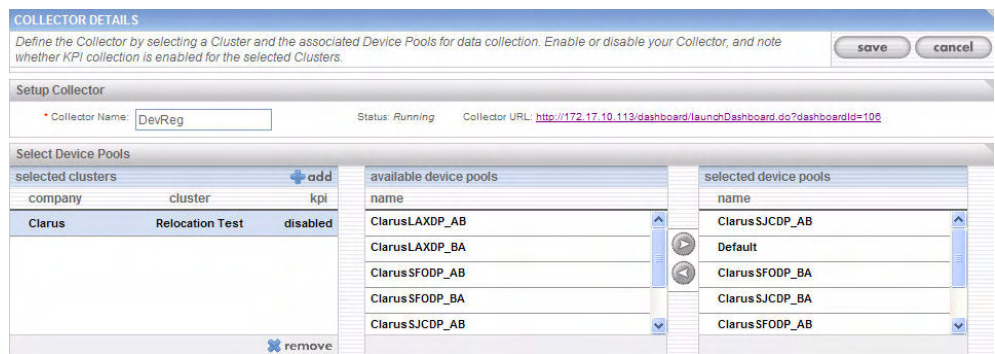 COLLECTOR DETAILS
Define the Collector by selecting a Cluster and the associated Device Pools for data collection. Enable or disable your Collector, and note
whether KPI collection is enabled for the selected Clusters.
save
cancel
Setup Collector
* Collector Name: DevReg
Status: Running
Collector URL: http://172.17.10.113/dashboard/launchDashboard.do?dashboardId=106
Select Device Pools
selected clusters
add
company cluster kpi
Clarus Relocation Test disabled
remove
available device pools
name
ClarusLAXDP_AB
ClarusLAXDP_BA
ClarusSFODP_AB
ClarusSFODP_BA
ClarusSJCDP_AB
selected device pools
name
ClarusSJCDP_AB
Default
ClarusSFODP_BA
ClarusSJCDP_BA
ClarusSFODP_AB